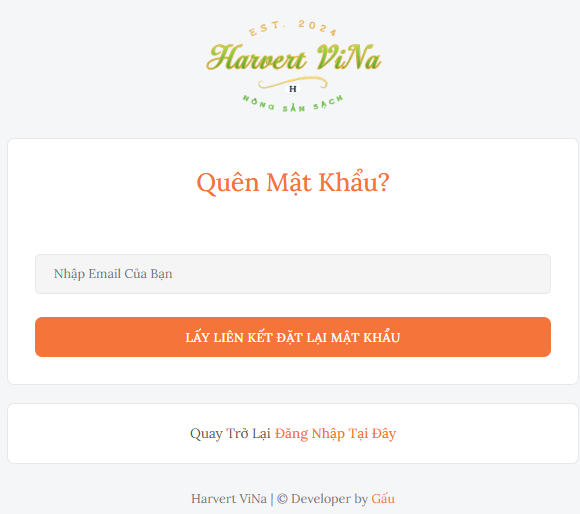 EST. 2024
Harvert ViNa
H
NÔNG SẢN SẠCH
Quên Mật Khẩu?
Nhập Email Của Bạn
LẤY LIÊN KẾT ĐẶT LẠI MẬT KHẨU
Quay Trở Lại Đăng Nhập Tại Đây
Harvert ViNa | © Developer by Gấu